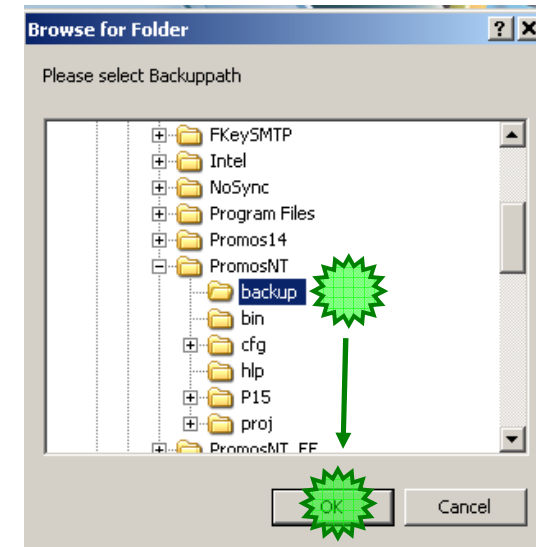 Browse for Folder
Please select Backuppath
FKeySMTP
Intel
NoSync
Program Files
Promos14
PromosNT
backup
bin
cfg
hlp
P15
proj
PromosNT_EE
OK Cancel